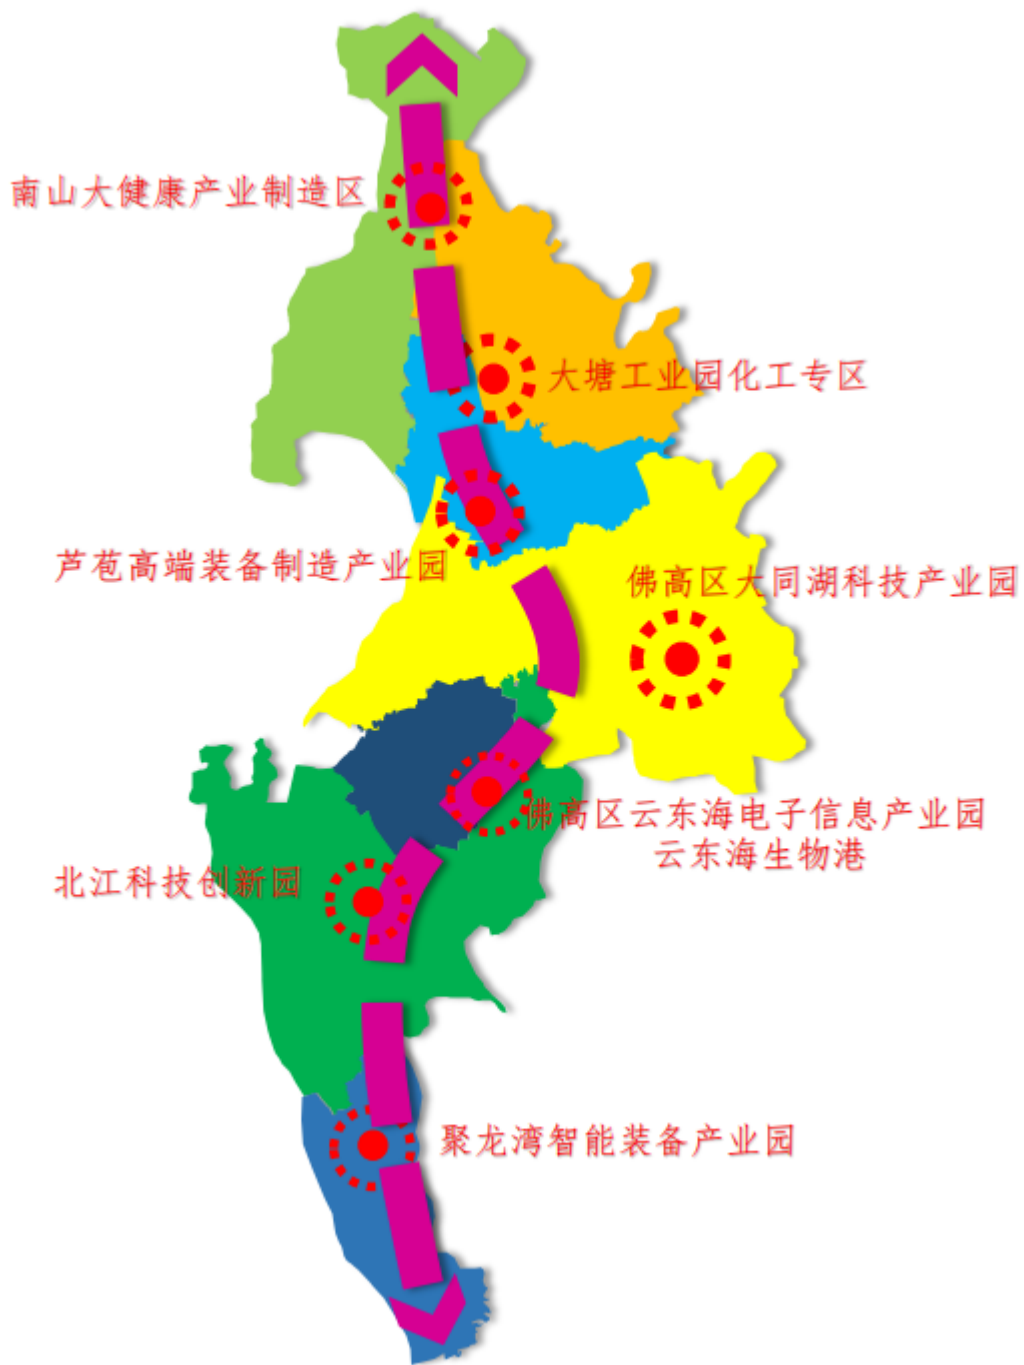 南山大健康产业制造区
大塘工业园化工专区
芦苞高端装备制造产业园
佛高区大同湖科技产业园
佛高区云东海电子信息产业园
云东海生物港
北江科技创新园
聚龙湾智能装备产业园